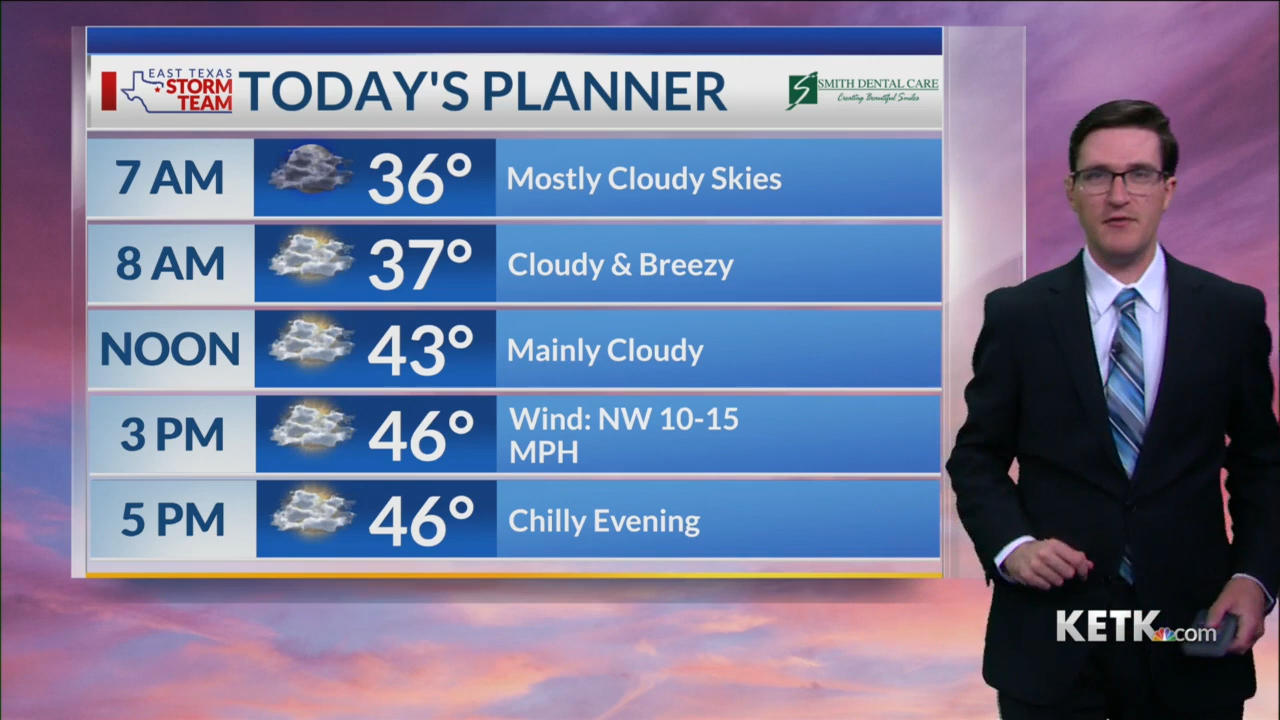 EAST TEXAS
STORM
TEAM
TODAY'S PLANNER
SMITH DENTAL CARE
Creating Beautiful Smiles
7 AM 36° Mostly Cloudy Skies
8 AM 37° Cloudy & Breezy
NOON 43° Mainly Cloudy
3 PM 46° Wind: NW 10-15
MPH
5 PM 46° Chilly Evening
KETK.com